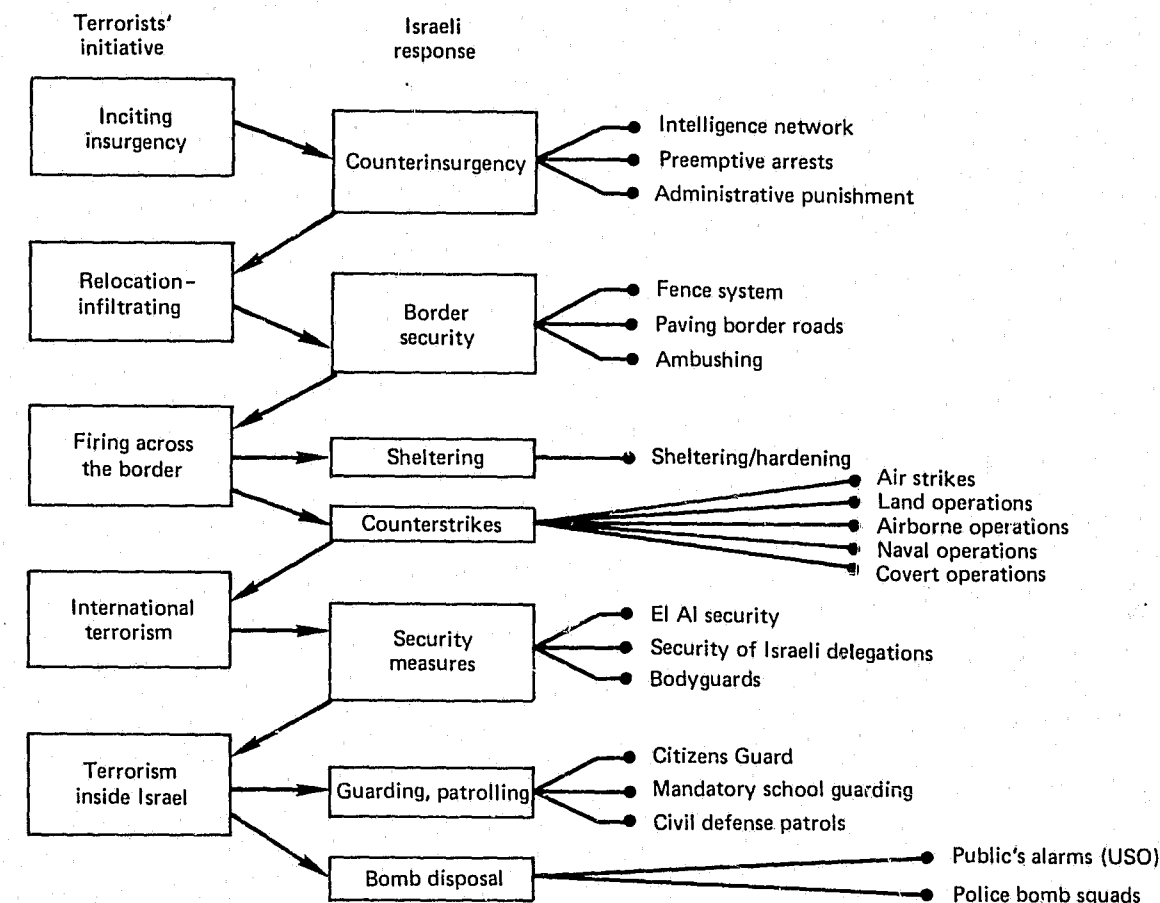 Terrorists'
initiative
Israeli
response
Inciting
insurgency
Counterinsurgency
Intelligence network
Preemptive arrests
Administrative punishment
Relocation-
infiltrating
Border
security
Fence system
Paving border roads
Ambushing
Firing across
the border
Sheltering
Sheltering/hardening
Counterstrikes
Air strikes
Land operations
Airborne operations
Naval operations
Covert operations
International
terrorism
Security
measures
El Al security
Security of Israeli delegations
Bodyguards
Terrorism
inside Israel
Guarding, patrolling
Citizens Guard
Mandatory school guarding
Civil defense patrols
Bomb disposal
Public's alarms (USO)
Police bomb squads